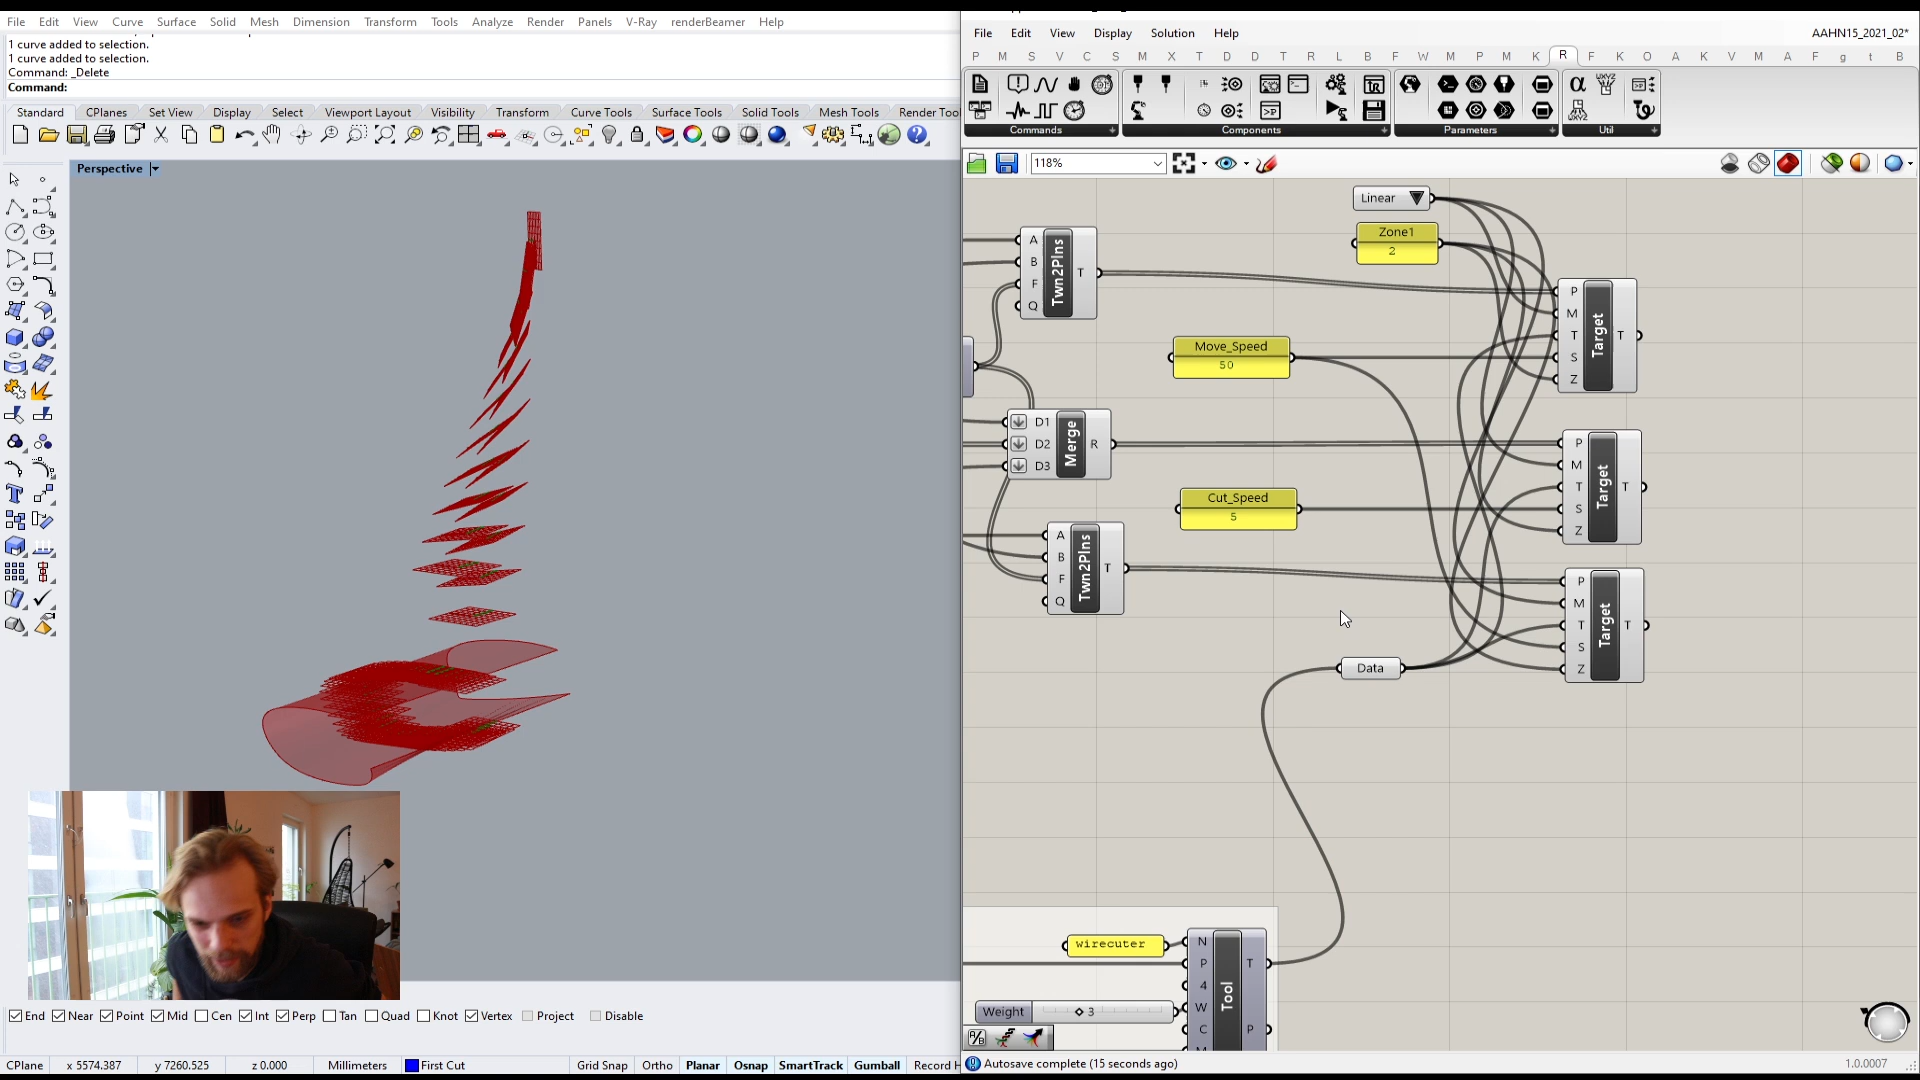 File Edit View Curve Surface Solid Mesh Dimension Transform Tools Analyze Render Panels V-Ray renderBeamer Help
1 curve added to selection.
1 curve added to selection.
Command: _Delete
Command:
Standard CPlanes Set View Display Select Viewport Layout Visibility Transform Curve Tools Surface Tools Solid Tools Mesh Tools Render Too
Perspective
End Near Point Mid Cen Int Perp Tan Quad Knot Vertex Project Disable
CPlane x 5574.387 y 7260.525 z 0.000 Millimeters First Cut Grid Snap Ortho Planar Osnap SmartTrack Gumball Record H
File Edit View Display Solution Help
AAHN15_2021_02*
P M S V C S M X T D D T R L B F W M P M K R F K O A K V M A F g t B
Commands Components Parameters Util
118%
Linear
Zone1
2
A
B
F
Q
Twn2Plns
T
Move_Speed
50
P
M
T
S
Z
Target
T
D1
D2
D3
Merge
R
Cut_Speed
5
P
M
T
S
Z
Target
T
A
B
F
Q
Twn2Plns
T
P
M
T
S
Z
Target
T
Data
wirecuter
Weight
3
N
P
4
W
C
Tool
T
P
Autosave complete (15 seconds ago)
1.0.0007